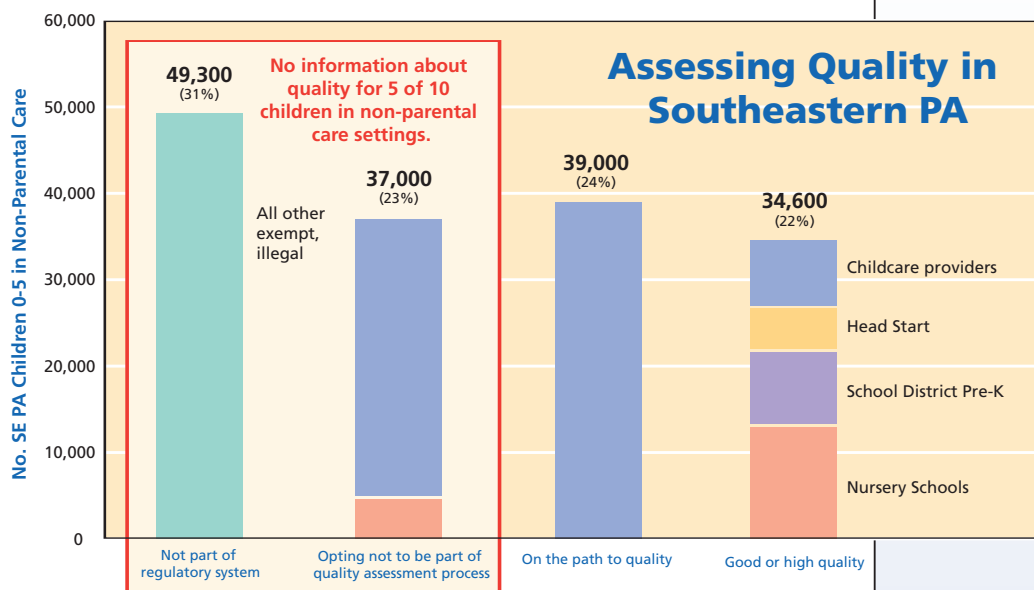 Assessing Quality in
Southeastern PA
No. SE PA Children 0-5 in Non-Parental Care
60,000
50,000
40,000
30,000
20,000
10,000
0
49,300
(31%)
No information about
quality for 5 of 10
children in non-parental
care settings.
37,000
(23%)
All other
exempt,
illegal
39,000
(24%)
34,600
(22%)
Childcare providers
Head Start
School District Pre-K
Nursery Schools
Not part of
regulatory system
Opting not to be part of
quality assessment process
On the path to quality
Good or high quality